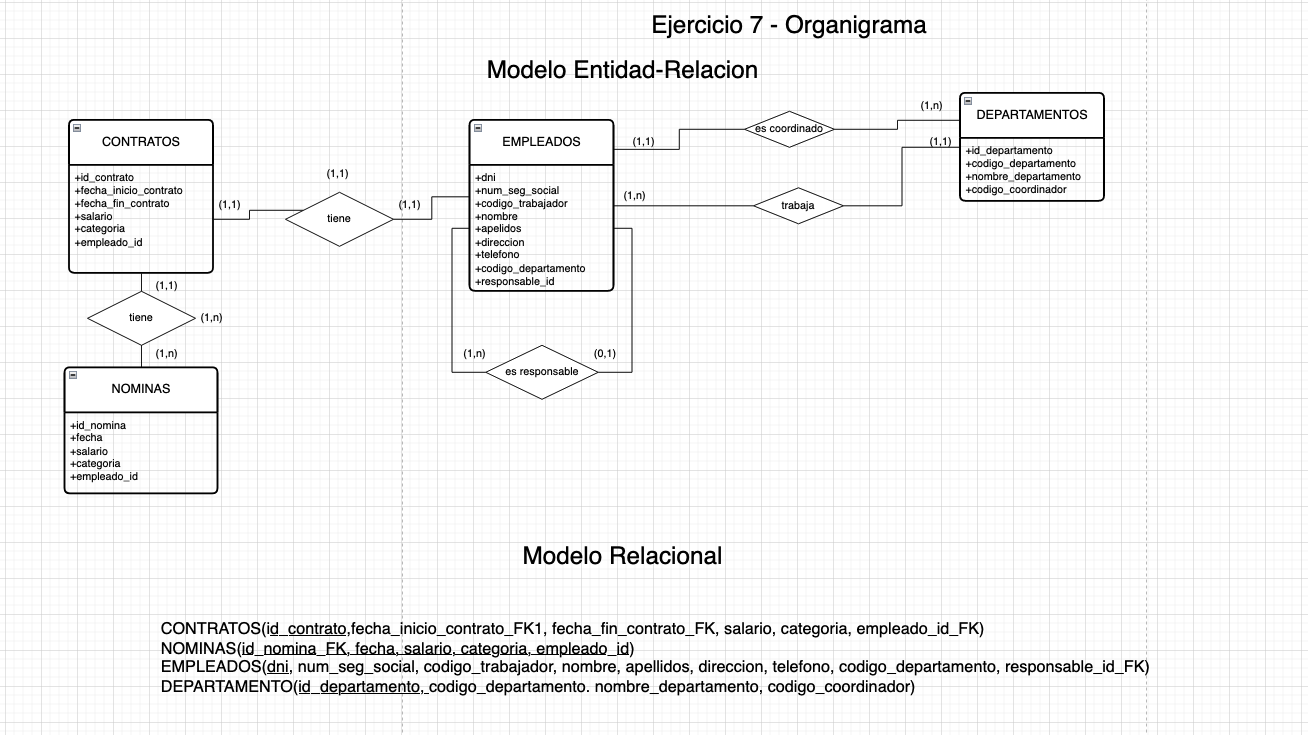 Ejercicio 7 - Organigrama
Modelo Entidad-Relacion
CONTRATOS
+id_contrato
+fecha_inicio_contrato
+fecha_fin_contrato
+salario
+categoria
+empleado_id
(1,1)
(1,1)
tiene
(1,1)
EMPLEADOS
+dni
+num_seg_social
+codigo_trabajador
+nombre
+apelidos
+direccion
+telefono
+codigo_departamento
+responsable_id
(1,1)
es coordinado
(1,n)
(1,n)
trabaja
(1,1)
DEPARTAMENTOS
+id_departamento
+codigo_departamento
+nombre_departamento
+codigo_coordinador
(1,1)
tiene
(1,n)
(1,n)
(1,n)
es responsable
(0,1)
NOMINAS
+id_nomina
+fecha
+salario
+categoria
+empleado_id
Modelo Relacional
CONTRATOS(id_contrato,fecha_inicio_contrato_FK1, fecha_fin_contrato_FK, salario, categoria, empleado_id_FK)
NOMINAS(id_nomina_FK, fecha, salario, categoria, empleado_id)
EMPLEADOS(dni, num_seg_social, codigo_trabajador, nombre, apellidos, direccion, telefono, codigo_departamento, responsable_id_FK)
DEPARTAMENTO(id_departamento, codigo_departamento. nombre_departamento, codigo_coordinador)